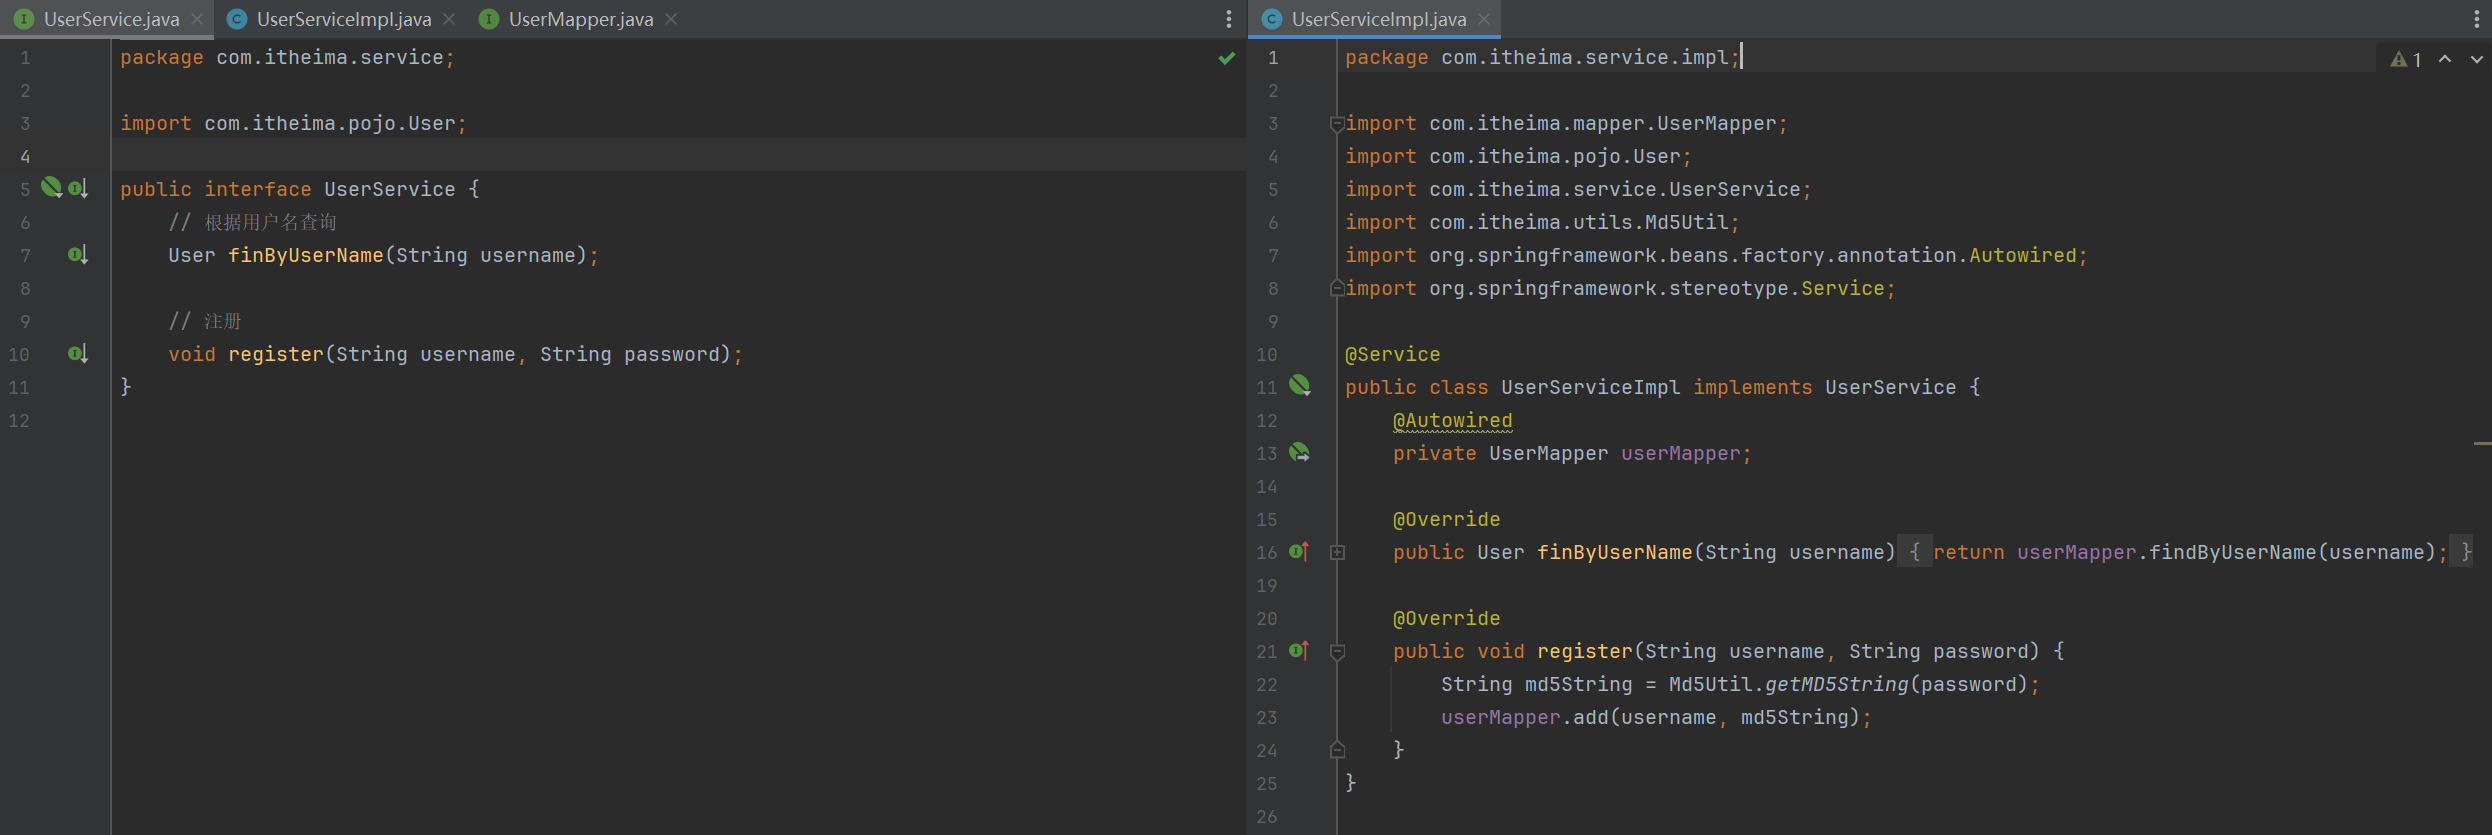 UserService.java
UserServiceImpl.java
UserMapper.java
1 package com.itheima.service;
2
3 import com.itheima.pojo.User;
4
5 public interface UserService {
6 // 根据用户名查询
7 User finByUserName(String username);
8
9 // 注册
10 void register(String username, String password);
11 }
12
UserServiceImpl.java
1
1 package com.itheima.service.impl;
2
3 import com.itheima.mapper.UserMapper;
4 import com.itheima.pojo.User;
5 import com.itheima.service.UserService;
6 import com.itheima.utils.Md5Util;
7 import org.springframework.beans.factory.annotation.Autowired;
8 import org.springframework.stereotype.Service;
9
10 @Service
11 public class UserServiceImpl implements UserService {
12 @Autowired
13 private UserMapper userMapper;
14
15 @Override
16 public User finByUserName(String username) { return userMapper.findByUserName(username); }
19
20 @Override
21 public void register(String username, String password) {
22 String md5String = Md5Util.getMD5String(password);
23 userMapper.add(username, md5String);
24 }
25 }
26